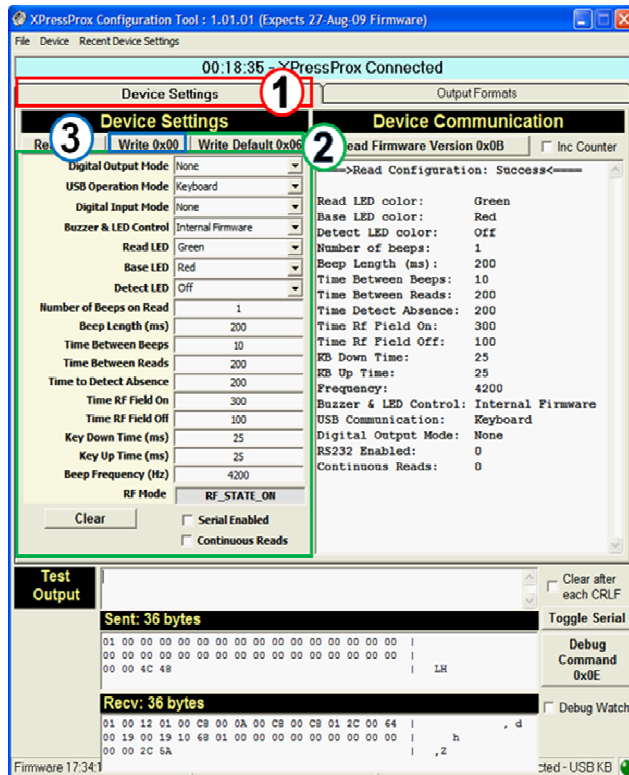 XPressProx Configuration Tool : 1.01.01 (Expects 27-Aug-09 Firmware)
File Device Recent Device Settings
00:18:35 - XPressProx Connected
Device Settings
1
Output Formats
Device Settings
Device Communication
3
Write 0x00
Write Default 0x06
2
Read Firmware Version 0x0B
Inc Counter
Digital Output Mode None
USB Operation Mode Keyboard
Digital Input Mode None
Buzzer & LED Control Internal Firmware
Read LED Green
Base LED Red
Detect LED Off
Number of Beeps on Read 1
Beep Length (ms) 200
Time Between Beeps 10
Time Between Reads 200
Time to Detect Absence 200
Time RF Field On 300
Time RF Field Off 100
Key Down Time (ms) 25
Key Up Time (ms) 25
Beep Frequency (Hz) 4200
RF Mode RF_STATE_ON
Clear
Serial Enabled
Continuous Reads
====>Read Configuration: Success<====
Read LED color: Green
Base LED color: Red
Detect LED color: Off
Number of beeps: 1
Beep Length (ms): 200
Time Between Beeps: 10
Time Between Reads: 200
Time Detect Absence: 200
Time Rf Field On: 300
Time Rf Field Off: 100
KB Down Time: 25
KB Up Time: 25
Frequency: 4200
Buzzer & LED Control: Internal Firmware
USB Communication: Keyboard
Digital Output Mode: None
RS232 Enabled: 0
Continuous Reads: 0
Test Output
Clear after each CRLF
Sent: 36 bytes
Toggle Serial
01 00 00 00 00 00 00 00 00 00 00 00 00 00 00 00 |
00 00 00 00 00 00 00 00 00 00 00 00 00 00 00 00 |
00 00 4C 48 | LH
Debug Command 0x0E
Recv: 36 bytes
Debug Watch
01 00 12 01 00 C8 00 0A 00 C8 00 C8 01 2C 00 64 | , d
00 19 00 19 10 68 01 00 00 00 00 00 00 00 00 00 | h
00 00 2C 5A | ,Z
Firmware 17:34:1
cted - USB KB